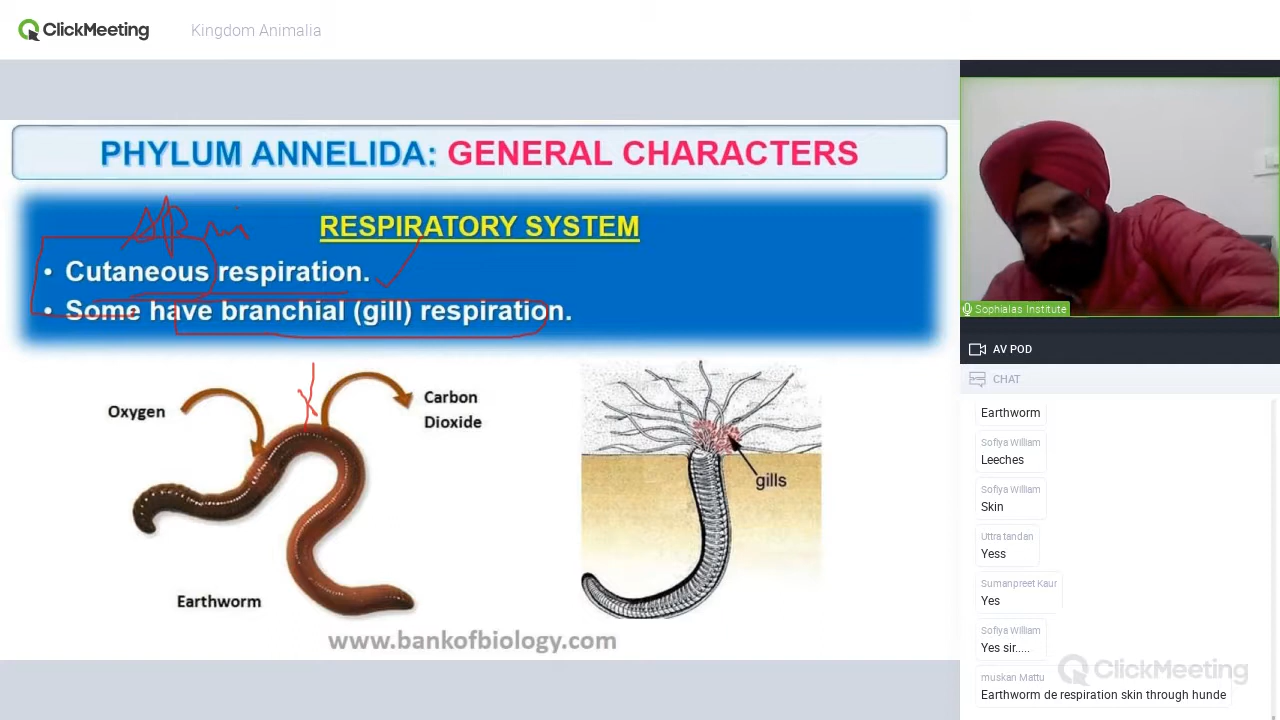 ClickMeeting
Kingdom Animalia
PHYLUM ANNELIDA: GENERAL CHARACTERS
RESPIRATORY SYSTEM
• Cutaneous respiration.
• Some have branchial (gill) respiration.
Oxygen
Carbon
Dioxide
Earthworm
gills
www.bankofbiology.com
Sophialas Institute
AV POD
CHAT
Earthworm
Sofiya William
Leeches
Sofiya William
Skin
Uttra tandan
Yess
Sumanpreet Kaur
Yes
Sofiya William
Yes sir.....
muskan Mattu
Earthworm de respiration skin through hunde
ClickMeeting